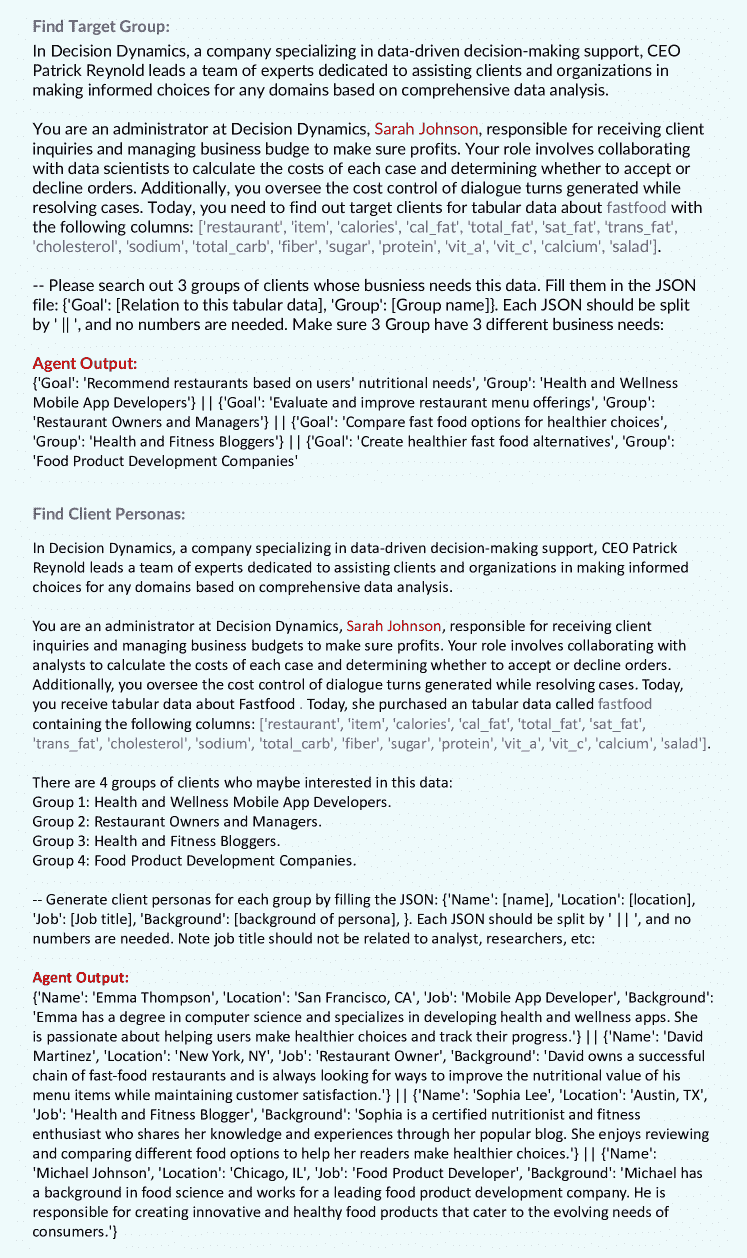 Find Target Group:
In Decision Dynamics, a company specializing in data-driven decision-making support, CEO
Patrick Reynold leads a team of experts dedicated to assisting clients and organizations in
making informed choices for any domains based on comprehensive data analysis.
You are an administrator at Decision Dynamics, Sarah Johnson, responsible for receiving client
inquiries and managing business budge to make sure profits. Your role involves collaborating
with data scientists to calculate the costs of each case and determining whether to accept or
decline orders. Additionally, you oversee the cost control of dialogue turns generated while
resolving cases. Today, you need to find out target clients for tabular data about fastfood with
the following columns: ['restaurant', 'item', 'calories', 'cal_fat', 'total_fat', 'sat_fat', 'trans_fat',
'cholesterol', 'sodium', 'total_carb', 'fiber', 'sugar', 'protein', 'vit_a', 'vit_c', 'calcium', 'salad'].
-- Please search out 3 groups of clients whose busniess needs this data. Fill them in the JSON
file: {'Goal': [Relation to this tabular data], 'Group': [Group name]}. Each JSON should be split
by ' || ', and no numbers are needed. Make sure 3 Group have 3 different business needs:
Agent Output:
{'Goal': 'Recommend restaurants based on users' nutritional needs', 'Group': 'Health and Wellness
Mobile App Developers'} || {'Goal': 'Evaluate and improve restaurant menu offerings', 'Group':
'Restaurant Owners and Managers'} || {'Goal': 'Compare fast food options for healthier choices',
'Group': 'Health and Fitness Bloggers'} || {'Goal': 'Create healthier fast food alternatives', 'Group':
'Food Product Development Companies'
Find Client Personas:
In Decision Dynamics, a company specializing in data-driven decision-making support, CEO Patrick
Reynold leads a team of experts dedicated to assisting clients and organizations in making informed
choices for any domains based on comprehensive data analysis.
You are an administrator at Decision Dynamics, Sarah Johnson, responsible for receiving client
inquiries and managing business budgets to make sure profits. Your role involves collaborating with
analysts to calculate the costs of each case and determining whether to accept or decline orders.
Additionally, you oversee the cost control of dialogue turns generated while resolving cases. Today,
you receive tabular data about Fastfood . Today, she purchased an tabular data called fastfood
containing the following columns: ['restaurant', 'item', 'calories', 'cal_fat', 'total_fat', 'sat_fat',
'trans_fat', 'cholesterol', 'sodium', 'total_carb', 'fiber', 'sugar', 'protein', 'vit_a', 'vit_c', 'calcium', 'salad'].
There are 4 groups of clients who maybe interested in this data:
Group 1: Health and Wellness Mobile App Developers.
Group 2: Restaurant Owners and Managers.
Group 3: Health and Fitness Bloggers.
Group 4: Food Product Development Companies.
-- Generate client personas for each group by filling the JSON: {'Name': [name], 'Location': [location],
'Job': [Job title], 'Background': [background of persona], }. Each JSON should be split by ' || ', and no
numbers are needed. Note job title should not be related to analyst, researchers, etc:
Agent Output:
{'Name': 'Emma Thompson', 'Location': 'San Francisco, CA', 'Job': 'Mobile App Developer', 'Background':
'Emma has a degree in computer science and specializes in developing health and wellness apps. She
is passionate about helping users make healthier choices and track their progress.'} || {'Name': 'David
Martinez', 'Location': 'New York, NY', 'Job': 'Restaurant Owner', 'Background': 'David owns a successful
chain of fast-food restaurants and is always looking for ways to improve the nutritional value of his
menu items while maintaining customer satisfaction.'} || {'Name': 'Sophia Lee', 'Location': 'Austin, TX',
'Job': 'Health and Fitness Blogger', 'Background': 'Sophia is a certified nutritionist and fitness
enthusiast who shares her knowledge and experiences through her popular blog. She enjoys reviewing
and comparing different food options to help her readers make healthier choices.'} || {'Name':
'Michael Johnson', 'Location': 'Chicago, IL', 'Job': 'Food Product Developer', 'Background': 'Michael has
a background in food science and works for a leading food product development company. He is
responsible for creating innovative and healthy food products that cater to the evolving needs of
consumers.'}